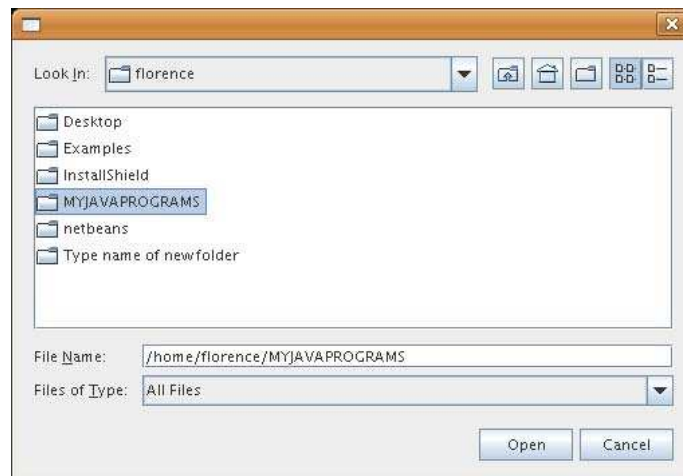 Look In: florence
Desktop
Examples
InstallShield
MYJAVAPROGRAMS
netbeans
Type name of newfolder
File Name: /home/florence/MYJAVAPROGRAMS
Files of Type: All Files
Open Cancel